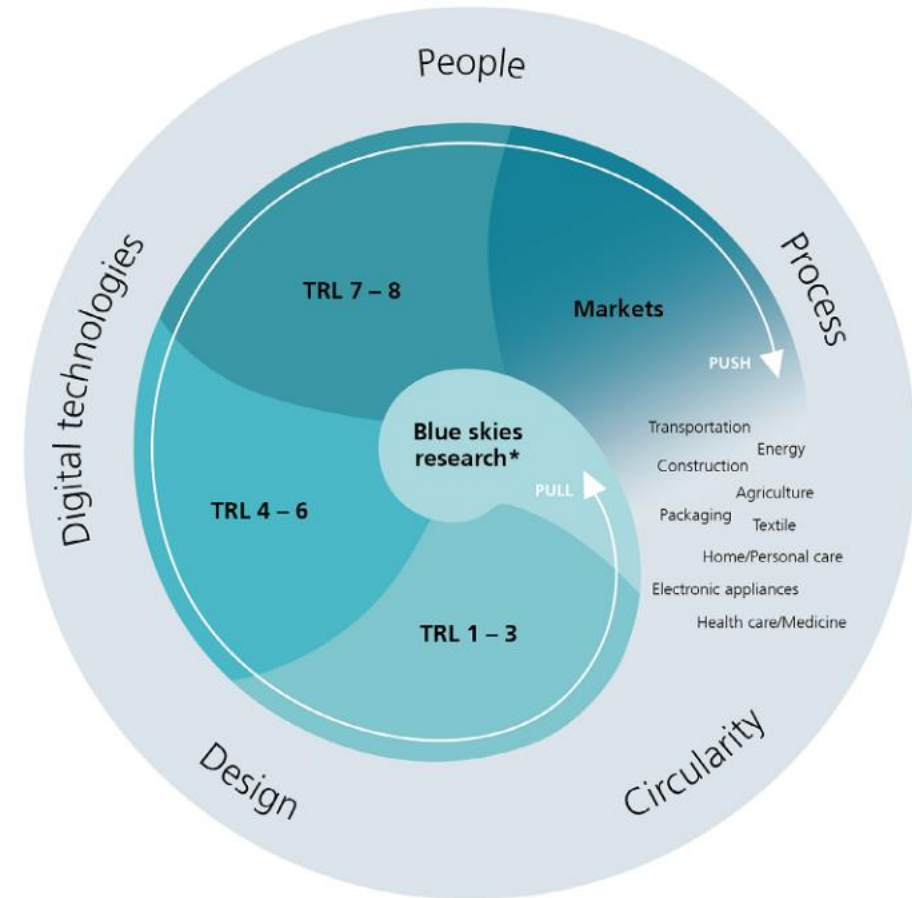 People
Process
Digital technologies
TRL 7 – 8
Markets
PUSH
Blue skies
research*
PULL
Transportation
Energy
Construction
Agriculture
Packaging
Textile
Home/Personal care
Electronic appliances
Health care/Medicine
TRL 4 – 6
TRL 1 – 3
Design
Circularity